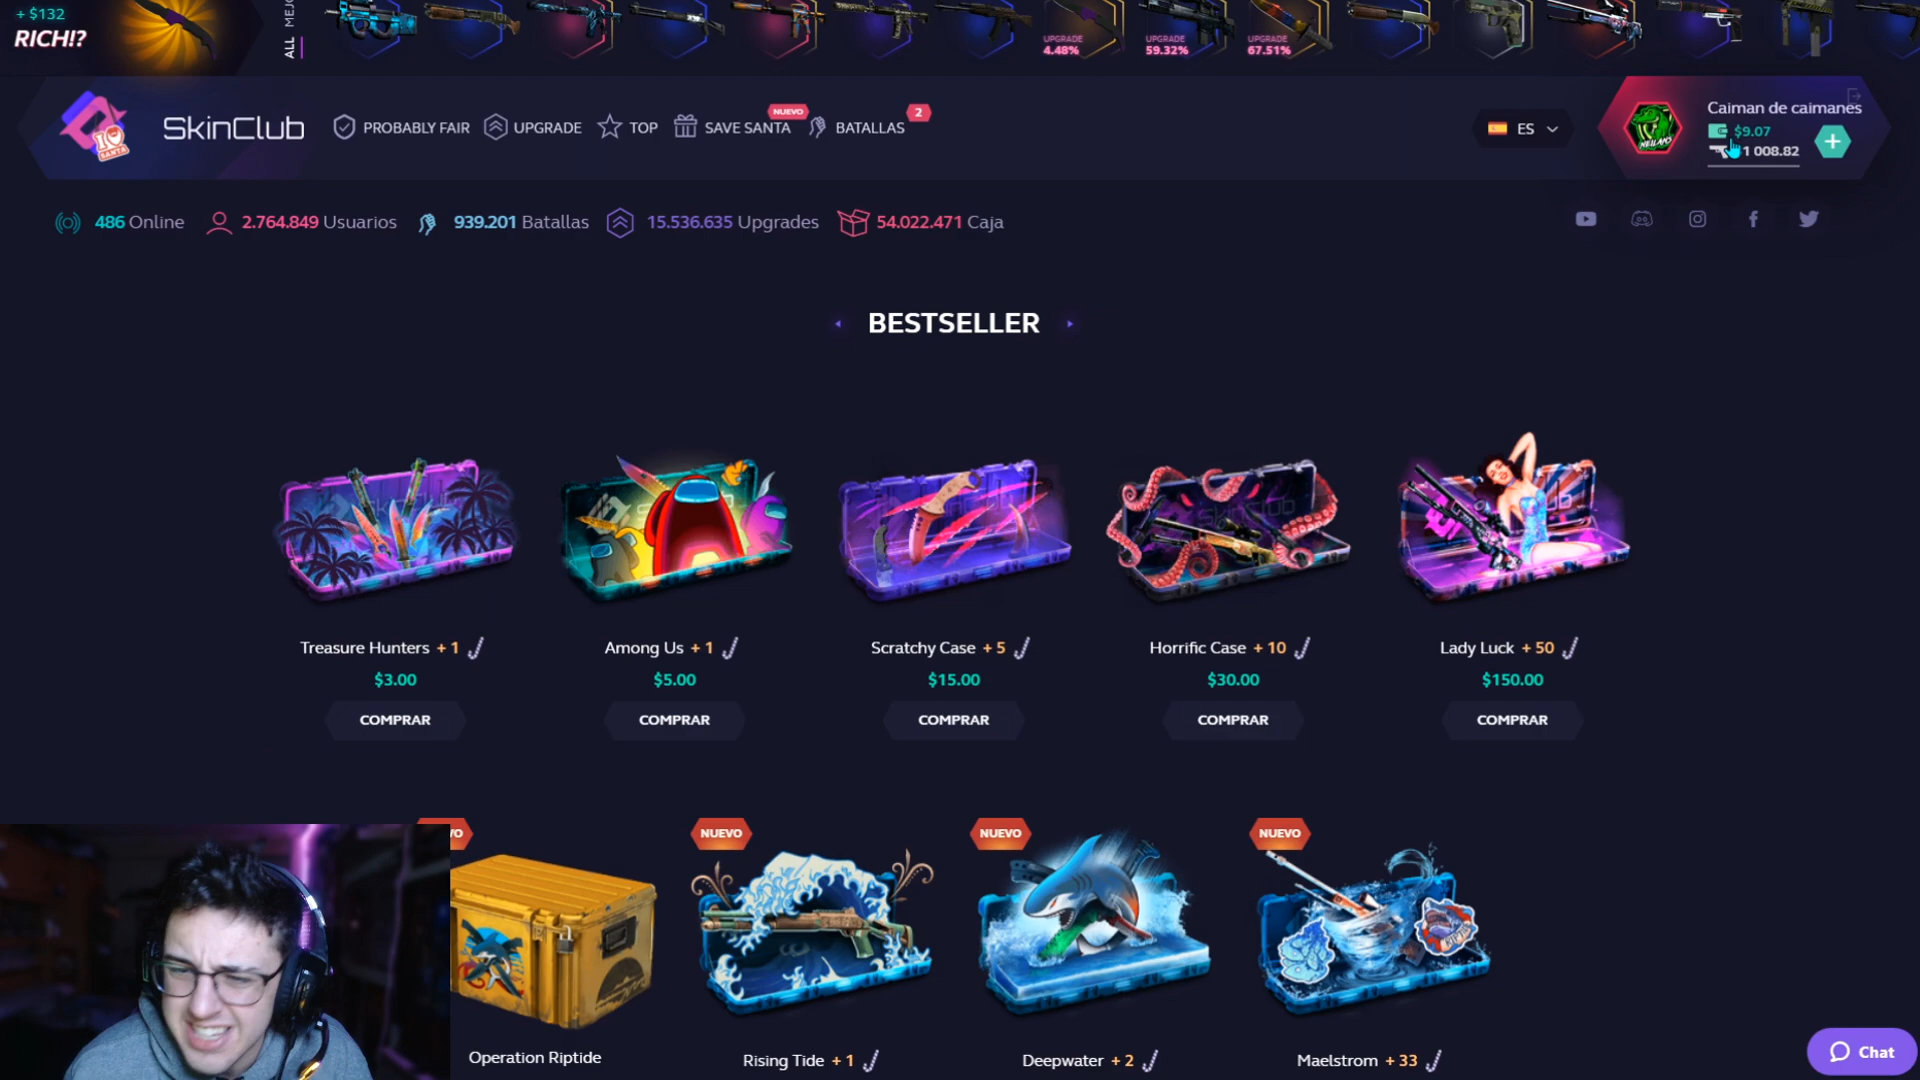 + $132
RICH!?
ALL
UPGRADE
4.48%
UPGRADE
59.32%
UPGRADE
67.51%
SkinClub
I
SANTA
PROBABLY FAIR
UPGRADE
TOP
SAVE SANTA
NUEVO
BATALLAS
2
ES
NEILAKO
Caiman de caimanes
$9.07
1 008.82
486 Online
2.764.849 Usuarios
939.201 Batallas
15.536.635 Upgrades
54.022.471 Caja
BESTSELLER
Treasure Hunters + 1
Among Us + 1
Scratchy Case + 5
Horrific Case + 10
Lady Luck + 50
$3.00
$5.00
$15.00
$30.00
$150.00
COMPRAR
COMPRAR
COMPRAR
COMPRAR
COMPRAR
VO
NUEVO
NUEVO
NUEVO
Operation Riptide
Rising Tide + 1
Deepwater + 2
Maelstrom + 33
Chat